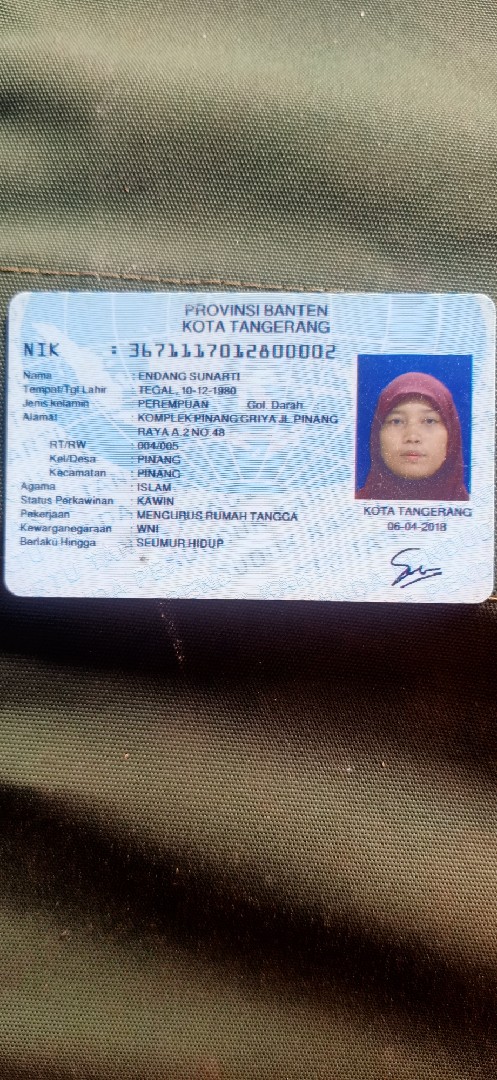 PROVINSI BANTEN
KOTA TANGERANG
NIK : 3671117012800002
Nama : ENDANG SUNARTI
Tempat/Tgl Lahir : TEGAL, 10-12-1980
Jenis kelamin : PEREMPUAN Gol. Darah
Alamat : KOMPLEK PINANG GRIYA JL PINANG
RAYA A 2 NO 48
RT/RW : 004/005
Kel/Desa : PINANG
Kecamatan : PINANG
Agama : ISLAM
Status Perkawinan : KAWIN
Pekerjaan : MENGURUS RUMAH TANGGA
Kewarganegaraan : WNI
Berlaku Hingga : SEUMUR HIDUP
KOTA TANGERANG
06-04-2018